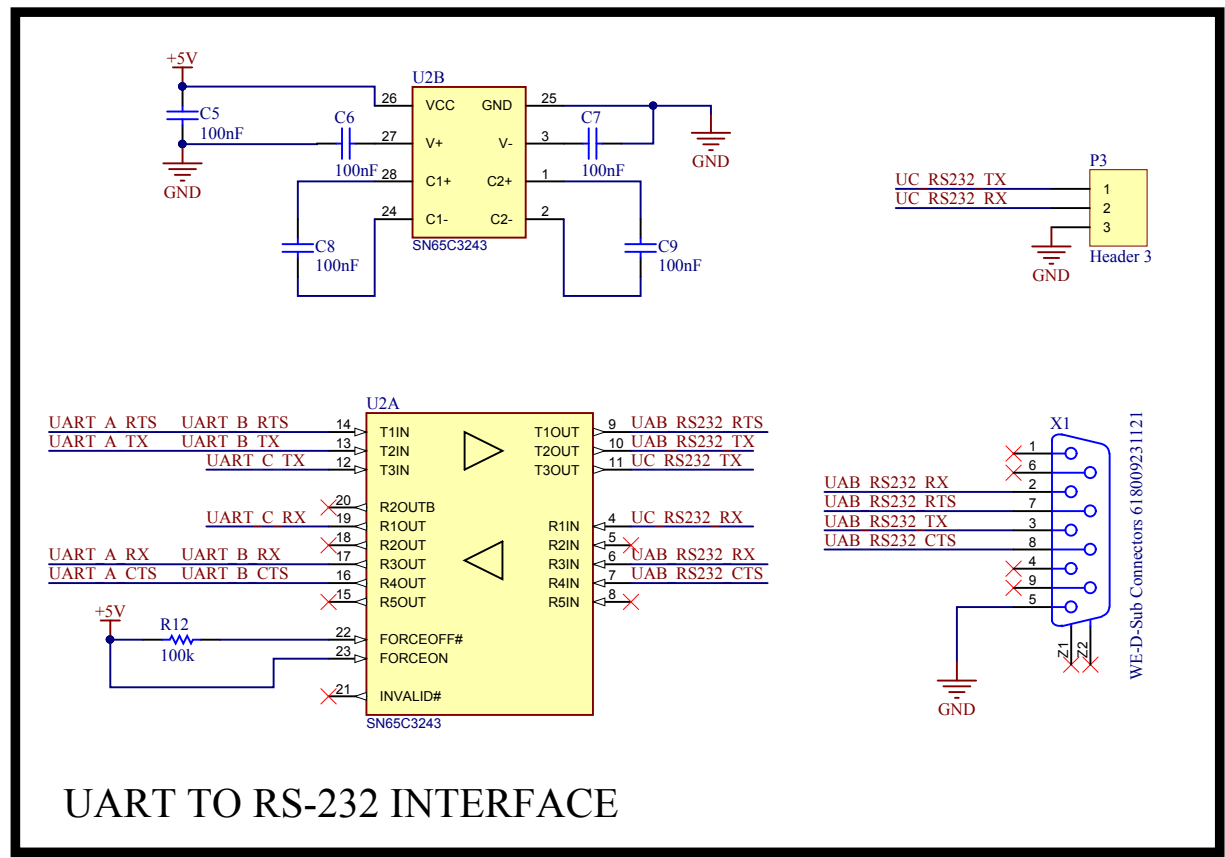 +5V
C5
100nF
GND
C6
100nF
U2B
26 VCC GND 25
27 V+ V- 3
28 C1+ C2+ 1
24 C1- C2- 2
SN65C3243
C7
100nF
GND
C8
100nF
C9
100nF
P3
UC RS232 TX 1
UC RS232 RX 2
3
GND
Header 3
U2A
UART A RTS UART B RTS 14 T1IN T1OUT 9 UAB RS232 RTS
UART A TX UART B TX 13 T2IN T2OUT 10 UAB RS232 TX
UART C TX 12 T3IN T3OUT 11 UC RS232 TX
20 R2OUTB
UART C RX 19 R1OUT R1IN 4 UC RS232 RX
18 R2OUT R2IN 5
UART A RX UART B RX 17 R3OUT R3IN 6 UAB RS232 RX
UART A CTS UART B CTS 16 R4OUT R4IN 7 UAB RS232 CTS
15 R5OUT R5IN 8
+5V
R12
100k
22 FORCEOFF#
23 FORCEON
21 INVALID#
SN65C3243
X1
1
6
UAB RS232 RX 2
UAB RS232 RTS 7
UAB RS232 TX 3
UAB RS232 CTS 8
4
9
5
Z1
Z2
GND
WE-D-Sub Connectors 618009231121
UART TO RS-232 INTERFACE